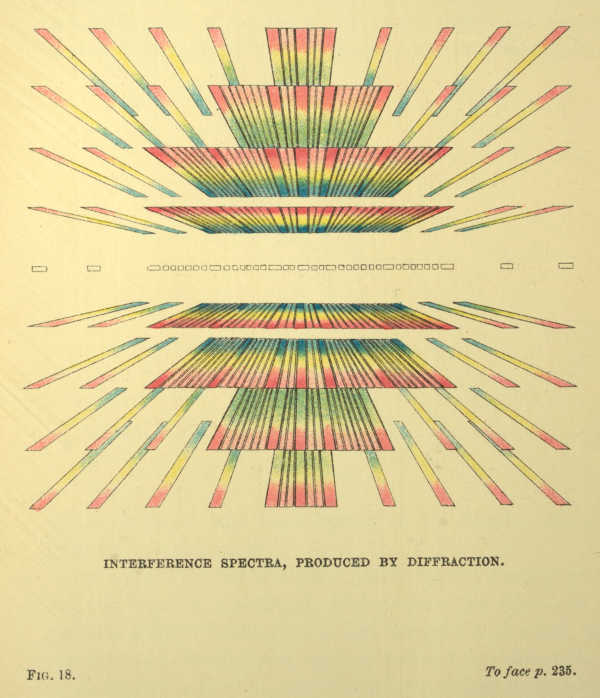 INTERFERENCE SPECTRA, PRODUCED BY DIFFRACTION.
FIG. 18.
To face p. 235.